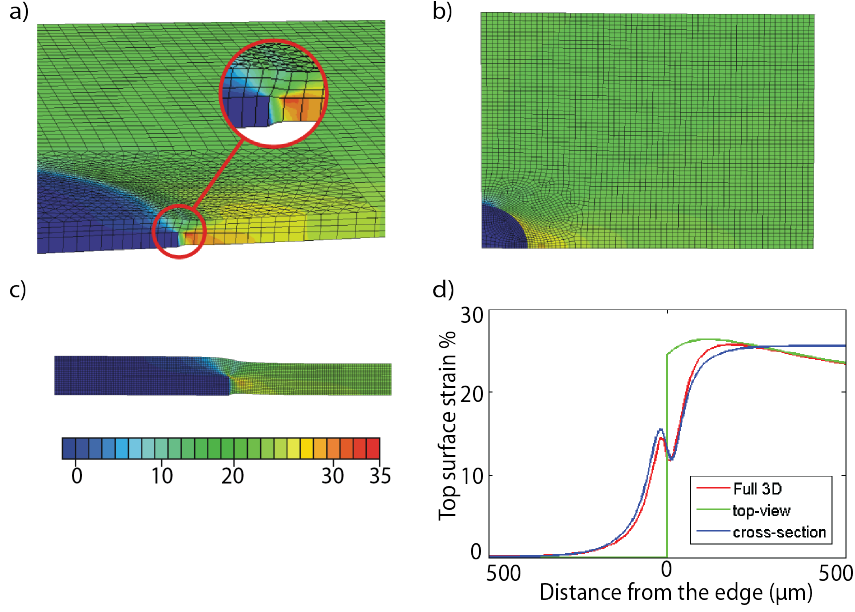 a)
b)
c)
0 10 20 30 35
d)
Top surface strain %
30
20
10
0
Full 3D
top-view
cross-section
500 0 500
Distance from the edge (μm)